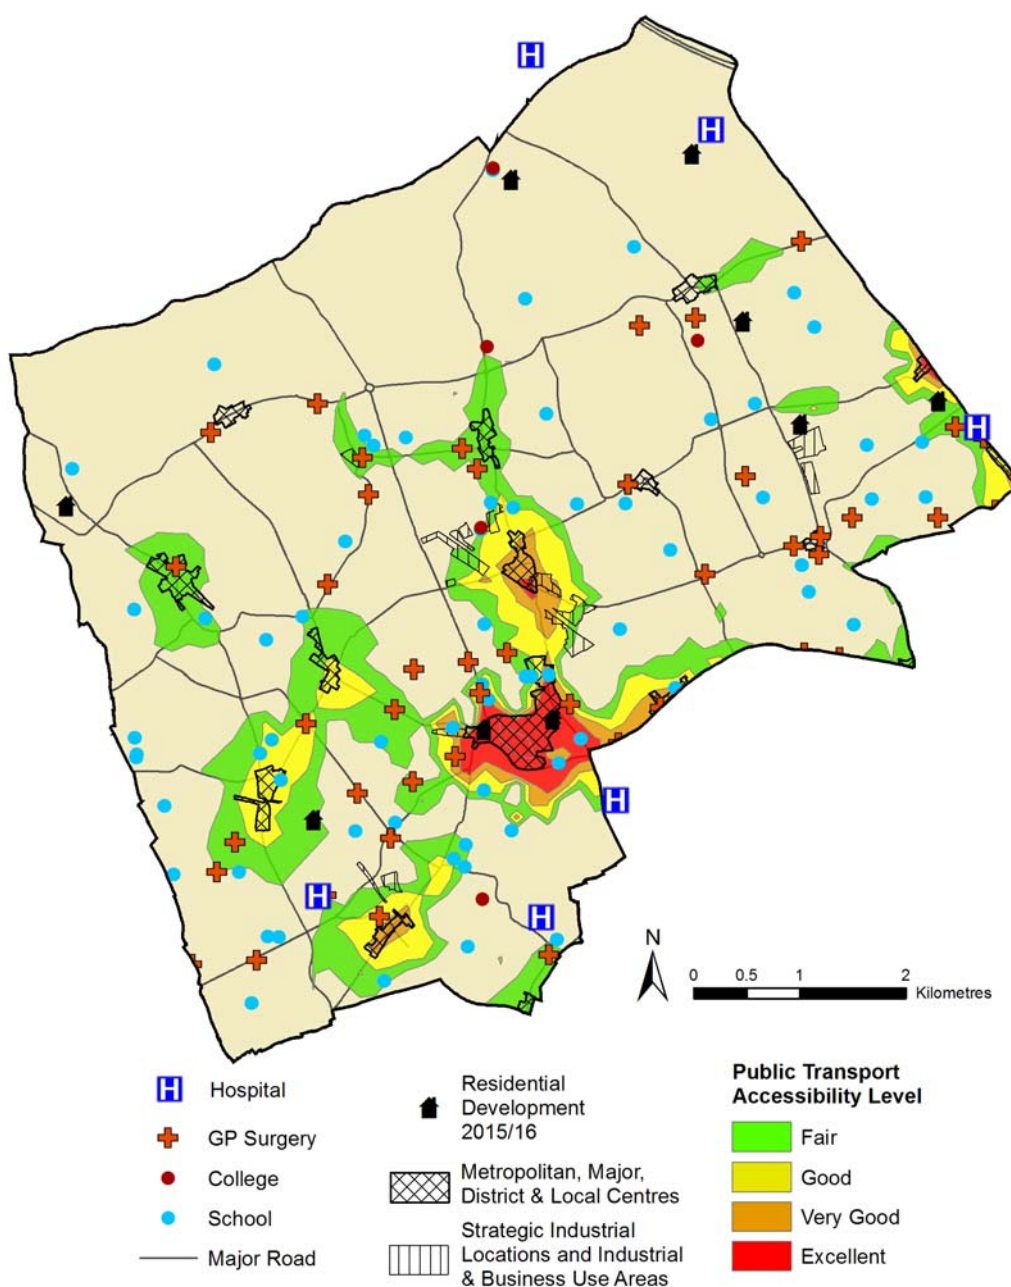 H
H
H
H
H
H
N
0 0.5 1 2
Kilometres
H Hospital
GP Surgery
College
School
Major Road
Residential
Development
2015/16
Metropolitan, Major,
District & Local Centres
Strategic Industrial
Locations and Industrial
& Business Use Areas
Public Transport
Accessibility Level
Fair
Good
Very Good
Excellent